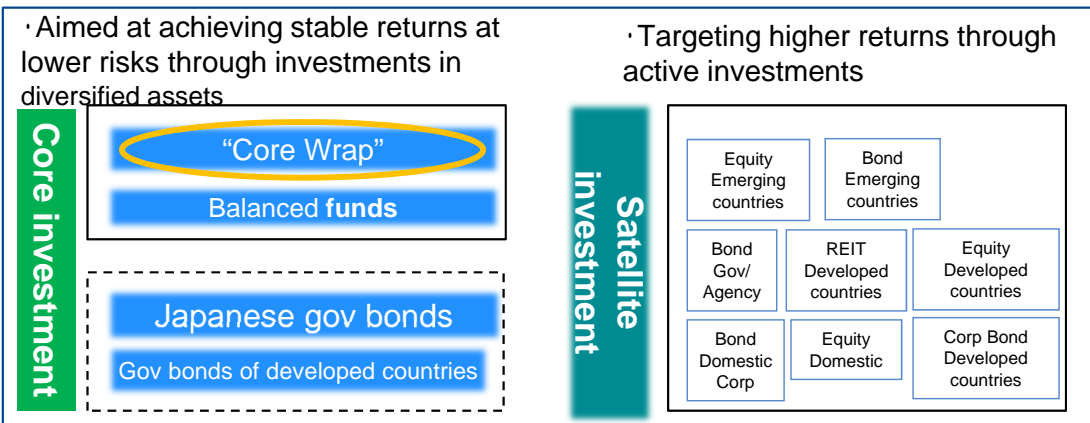 ·Aimed at achieving stable returns at
lower risks through investments in
diversified assets
Core investment
“Core Wrap”
Balanced funds
Japanese gov bonds
Gov bonds of developed countries
·Targeting higher returns through
active investments
Satellite
investment
Equity
Emerging
countries
Bond
Emerging
countries
Bond
Gov/
Agency
REIT
Developed
countries
Equity
Developed
countries
Bond
Domestic
Corp
Equity
Domestic
Corp Bond
Developed
countries